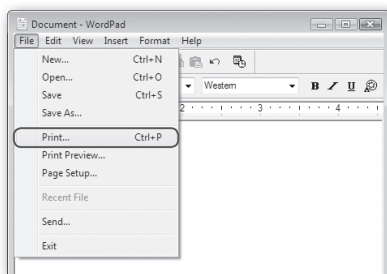 Document - WordPad
File Edit View Insert Format Help
New... Ctrl+N
Open... Ctrl+O
Western B I U
Save Ctrl+S
2 3 4
Save As...
Print... Ctrl+P
Print Preview...
Page Setup...
Recent File
Send...
Exit